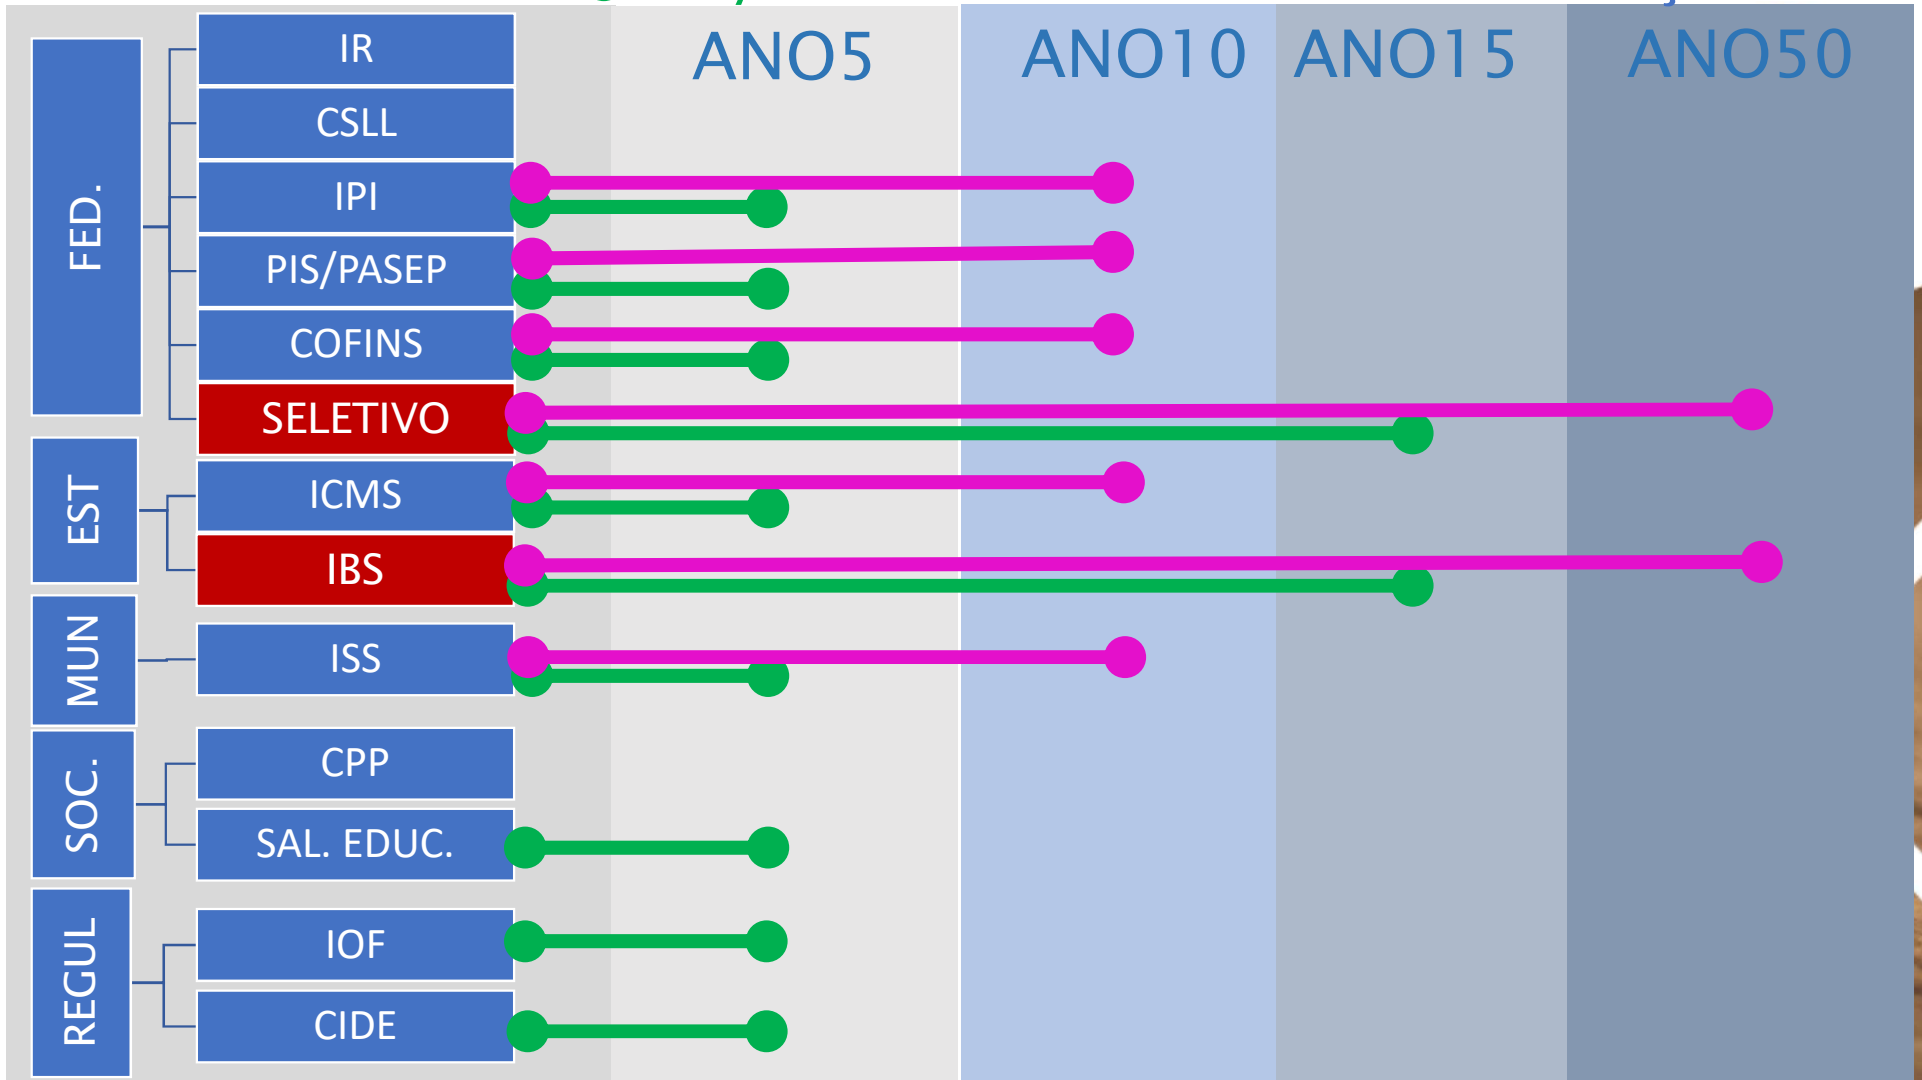 ANO5
ANO10
ANO15
ANO50
FED.
IR
CSLL
IPI
PIS/PASEP
COFINS
SELETIVO
EST
ICMS
IBS
MUN
ISS
SOC.
CPP
SAL. EDUC.
REGUL
IOF
CIDE